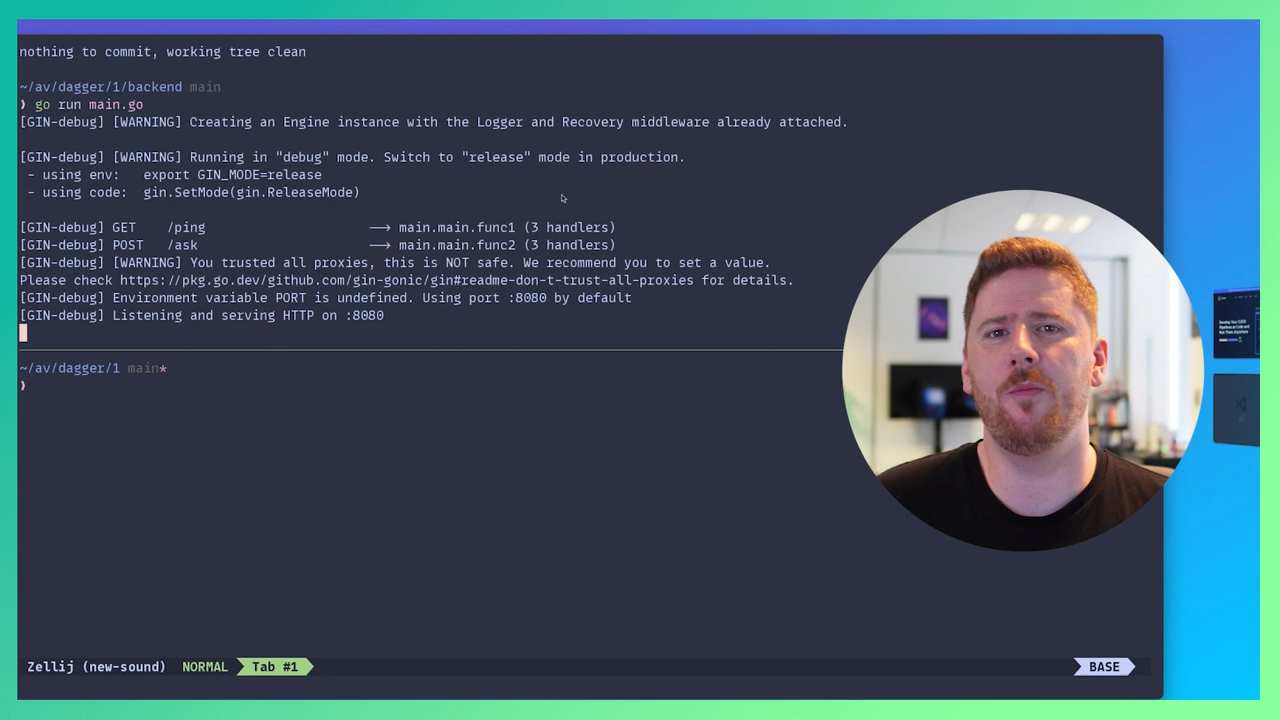 nothing to commit, working tree clean
~/av/dagger/1/backend main
❯ go run main.go
[GIN-debug] [WARNING] Creating an Engine instance with the Logger and Recovery middleware already attached.
[GIN-debug] [WARNING] Running in "debug" mode. Switch to "release" mode in production.
- using env:   export GIN_MODE=release
- using code:  gin.SetMode(gin.ReleaseMode)
[GIN-debug] GET    /ping                     ⟶ main.main.func1 (3 handlers)
[GIN-debug] POST   /ask                      ⟶ main.main.func2 (3 handlers)
[GIN-debug] [WARNING] You trusted all proxies, this is NOT safe. We recommend you to set a value.
Please check https://pkg.go.dev/github.com/gin-gonic/gin#readme-don-t-trust-all-proxies for details.
[GIN-debug] Environment variable PORT is undefined. Using port :8080 by default
[GIN-debug] Listening and serving HTTP on :8080
~/av/dagger/1 main*
❯
Zellij (new-sound) NORMAL Tab #1 BASE